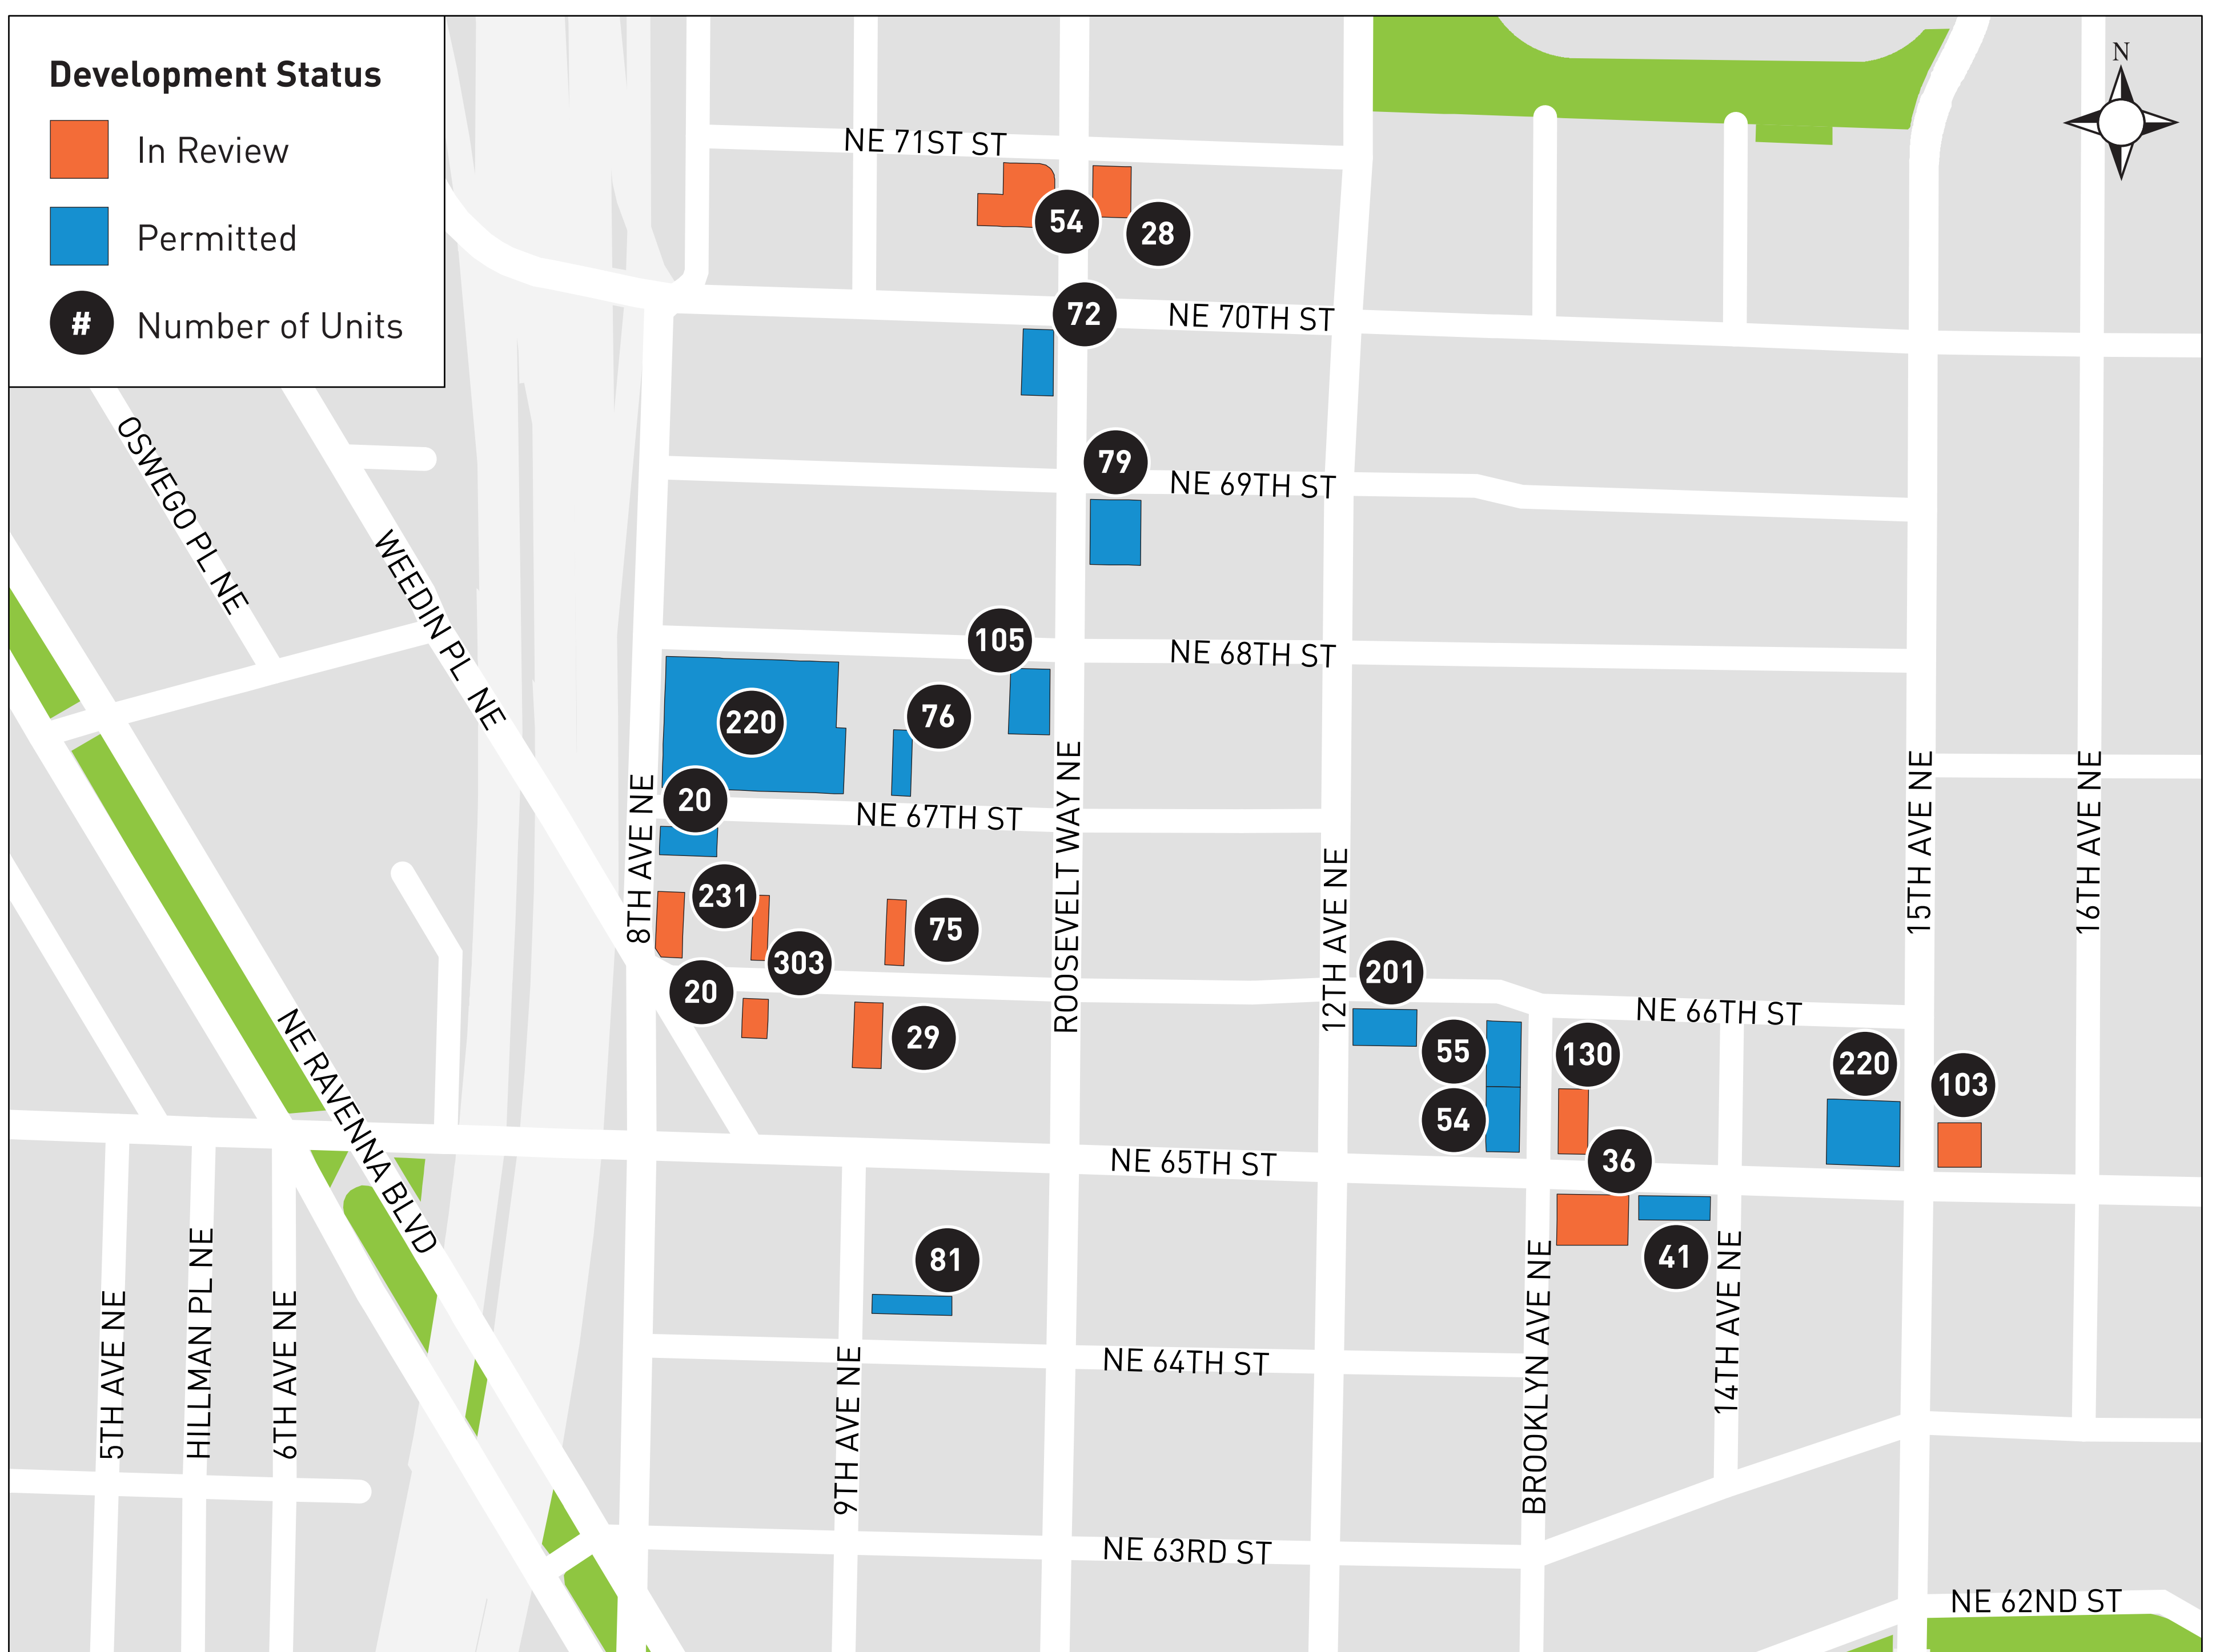 Development Status
In Review
Permitted
# Number of Units
N
NE 71ST ST
54
28
72
NE 70TH ST
OSWEGO PL NE
WEEDIN PL NE
79
NE 69TH ST
105
NE 68TH ST
220
76
20
NE 67TH ST
8TH AVE NE
ROOSEVELT WAY NE
12TH AVE NE
15TH AVE NE
16TH AVE NE
231
303
75
20
29
201
NE 66TH ST
55
130
220
103
54
36
NE RAVENNA BLVD
NE 65TH ST
81
41
5TH AVE NE
HILLMAN PL NE
6TH AVE NE
9TH AVE NE
NE 64TH ST
BROOKLYN AVE NE
14TH AVE NE
NE 63RD ST
NE 62ND ST